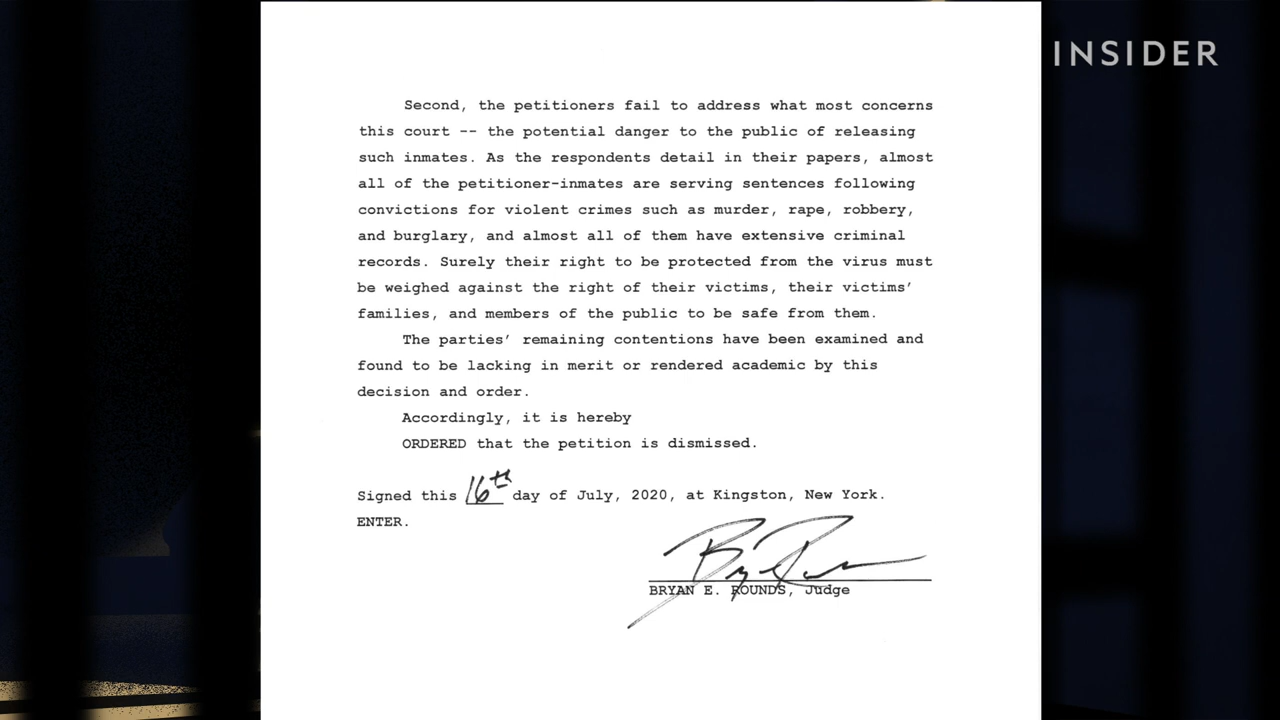 INSIDER
Second, the petitioners fail to address what most concerns
this court -- the potential danger to the public of releasing
such inmates. As the respondents detail in their papers, almost
all of the petitioner-inmates are serving sentences following
convictions for violent crimes such as murder, rape, robbery,
and burglary, and almost all of them have extensive criminal
records. Surely their right to be protected from the virus must
be weighed against the right of their victims, their victims'
families, and members of the public to be safe from them.
The parties' remaining contentions have been examined and
found to be lacking in merit or rendered academic by this
decision and order.
Accordingly, it is hereby
ORDERED that the petition is dismissed.
Signed this 16th day of July, 2020, at Kingston, New York.
ENTER.
BRYAN E. ROUNDS, Judge